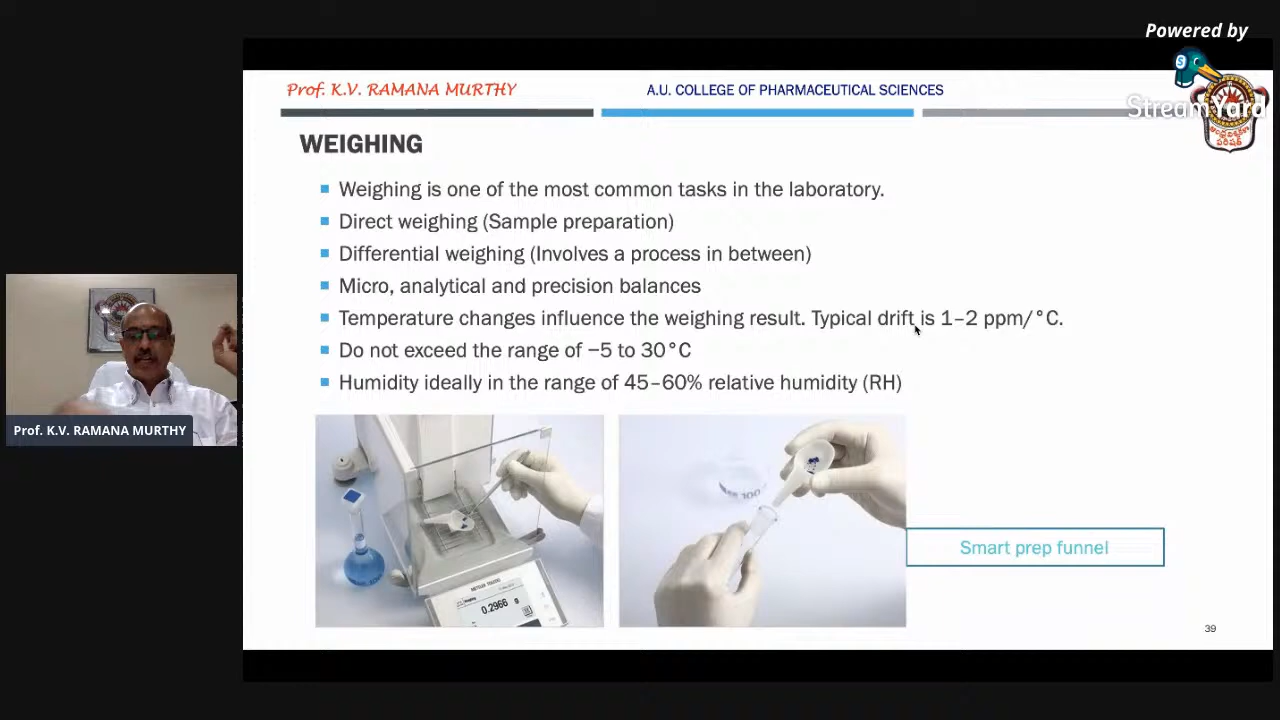 Powered by
StreamYard
Prof. K.V. RAMANA MURTHY
A.U. COLLEGE OF PHARMACEUTICAL SCIENCES
WEIGHING
Weighing is one of the most common tasks in the laboratory.
Direct weighing (Sample preparation)
Differential weighing (Involves a process in between)
Micro, analytical and precision balances
Temperature changes influence the weighing result. Typical drift is 1–2 ppm/°C.
Do not exceed the range of −5 to 30°C
Humidity ideally in the range of 45–60% relative humidity (RH)
Prof. K.V. RAMANA MURTHY
METTLER TOLEDO
0.2966 g
100
Smart prep funnel
39